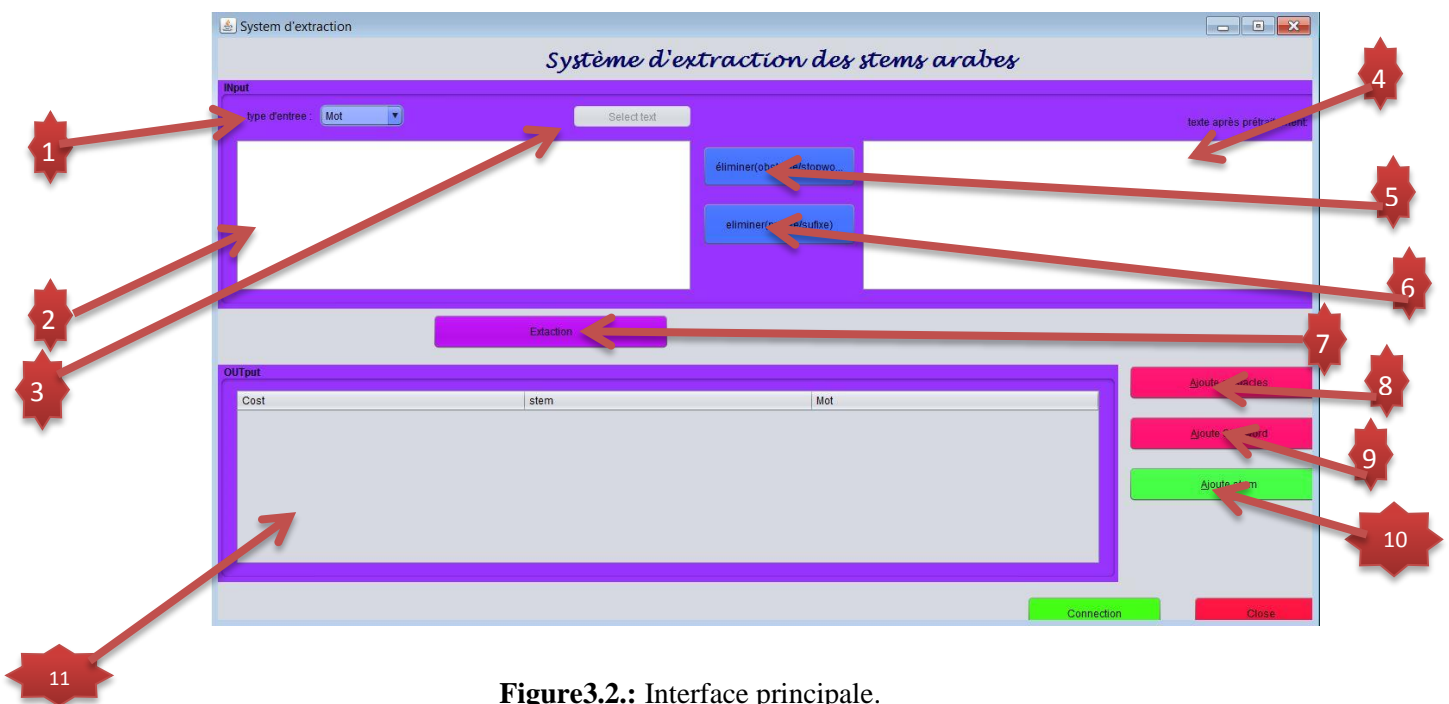 System d'extraction
Système d'extraction des stems arabes
INput
type d'entree : Mot
Select text
texte après
1
4
éliminer(
5
eliminer(
2
6
Extaction
7
3
OUTput
Cost stem Mot
Ajoute
8
Ajoute
9
Ajoute
10
Connection
Close
11
Figure3.2.: Interface principale.